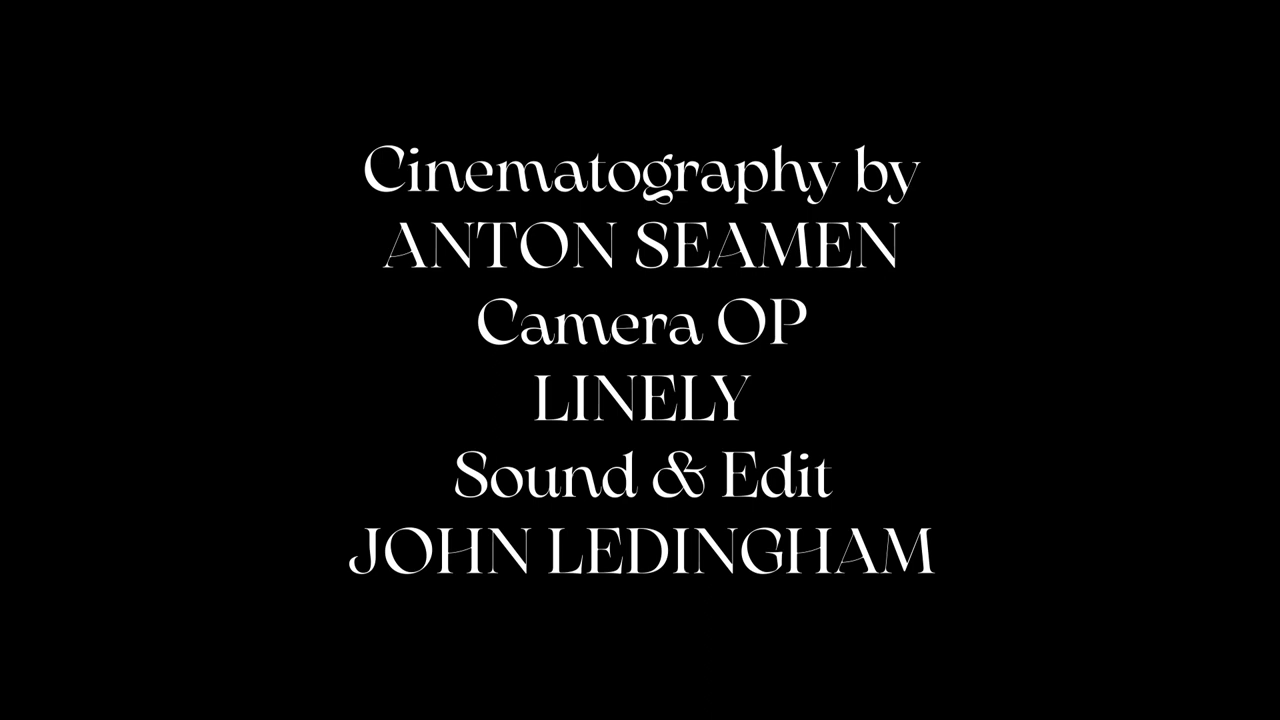 Cinematography by
ANTON SEAMEN
Camera OP
LINELY
Sound & Edit
JOHN LEDINGHAM